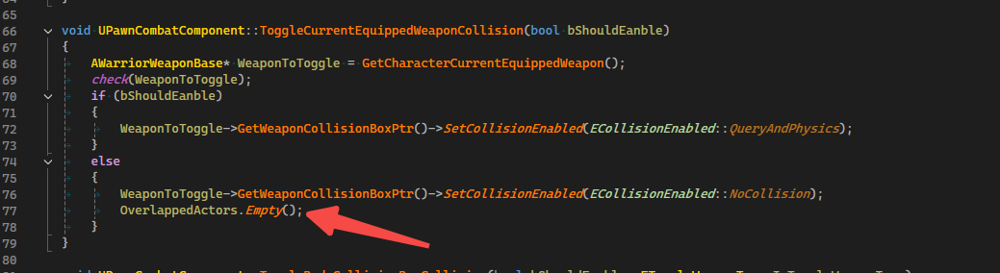 65
66 void UPawnCombatComponent::ToggleCurrentEquippedWeaponCollision(bool bShouldEanble)
67 {
68 AWarriorWeaponBase* WeaponToToggle = GetCharacterCurrentEquippedWeapon();
69 check(WeaponToToggle);
70 if (bShouldEanble)
71 {
72 WeaponToToggle->GetWeaponCollisionBoxPtr()->SetCollisionEnabled(ECollisionEnabled::QueryAndPhysics);
73 }
74 else
75 {
76 WeaponToToggle->GetWeaponCollisionBoxPtr()->SetCollisionEnabled(ECollisionEnabled::NoCollision);
77 OverlappedActors.Empty();
78 }
79 }
80